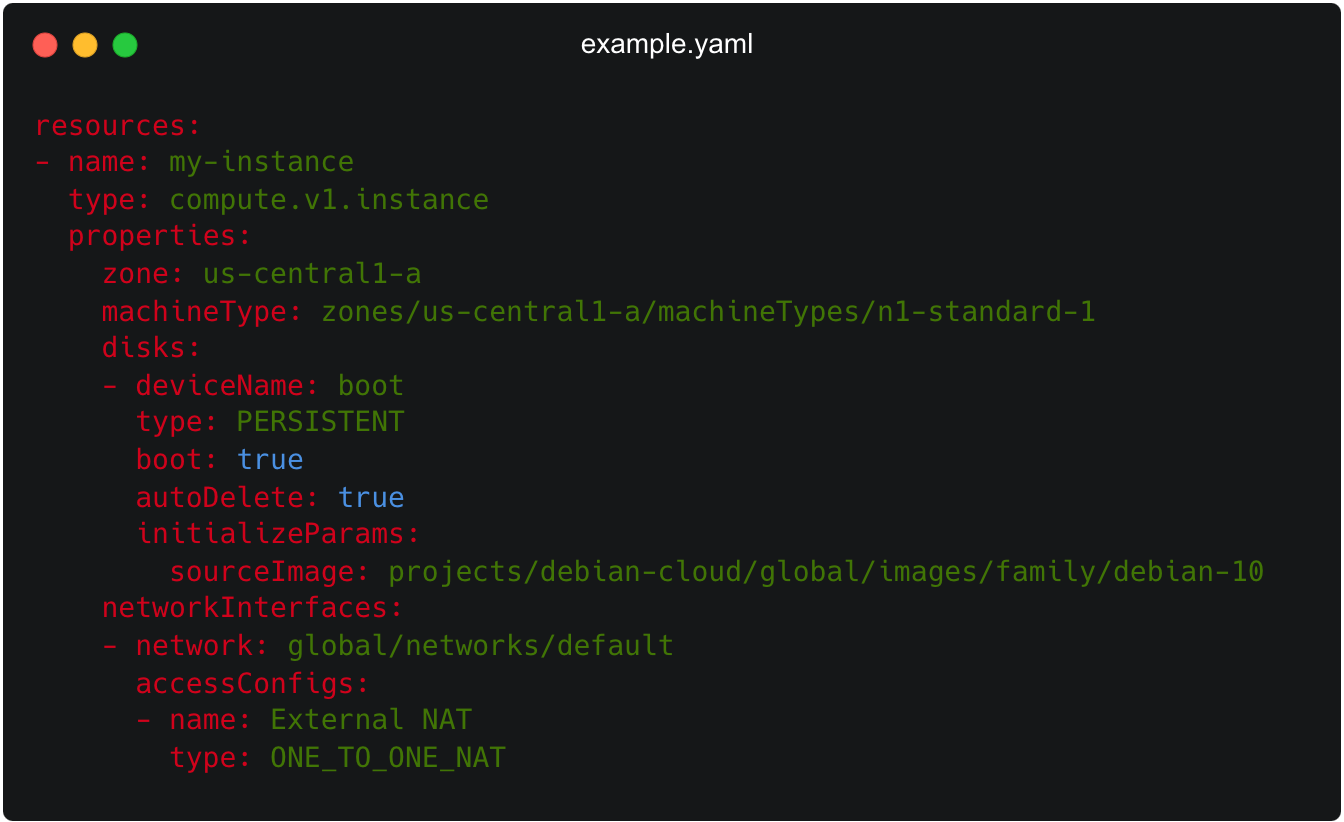 example.yaml
resources:
- name: my-instance
  type: compute.v1.instance
  properties:
    zone: us-central1-a
    machineType: zones/us-central1-a/machineTypes/n1-standard-1
    disks:
    - deviceName: boot
      type: PERSISTENT
      boot: true
      autoDelete: true
      initializeParams:
        sourceImage: projects/debian-cloud/global/images/family/debian-10
    networkInterfaces:
    - network: global/networks/default
      accessConfigs:
      - name: External NAT
        type: ONE_TO_ONE_NAT